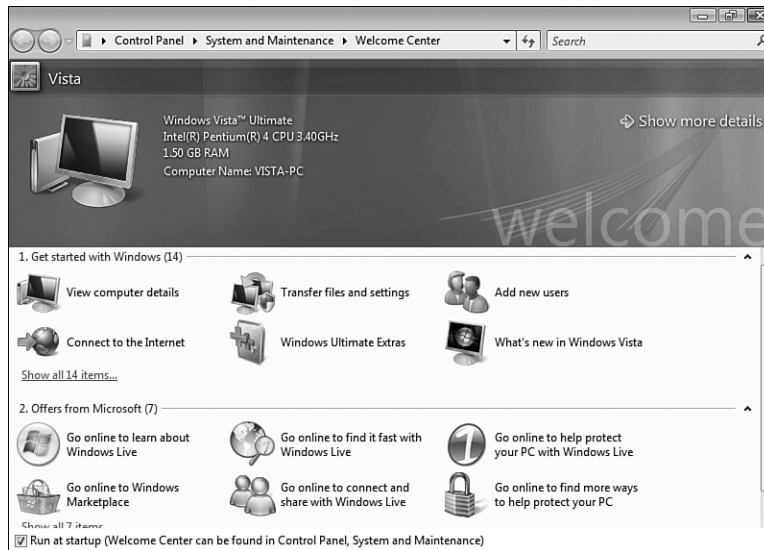 Control Panel ▸ System and Maintenance ▸ Welcome Center
Search
Vista
Windows Vista™ Ultimate
Intel(R) Pentium(R) 4 CPU 3.40GHz
1.50 GB RAM
Computer Name: VISTA-PC
Show more details
welcome
1. Get started with Windows (14)
View computer details
Transfer files and settings
Add new users
Connect to the Internet
Windows Ultimate Extras
What's new in Windows Vista
Show all 14 items...
2. Offers from Microsoft (7)
Go online to learn about
Windows Live
Go online to find it fast with
Windows Live
Go online to help protect
your PC with Windows Live
Go online to Windows
Marketplace
Go online to connect and
share with Windows Live
Go online to find more ways
to help protect your PC
Show all 7 items...
Run at startup (Welcome Center can be found in Control Panel, System and Maintenance)